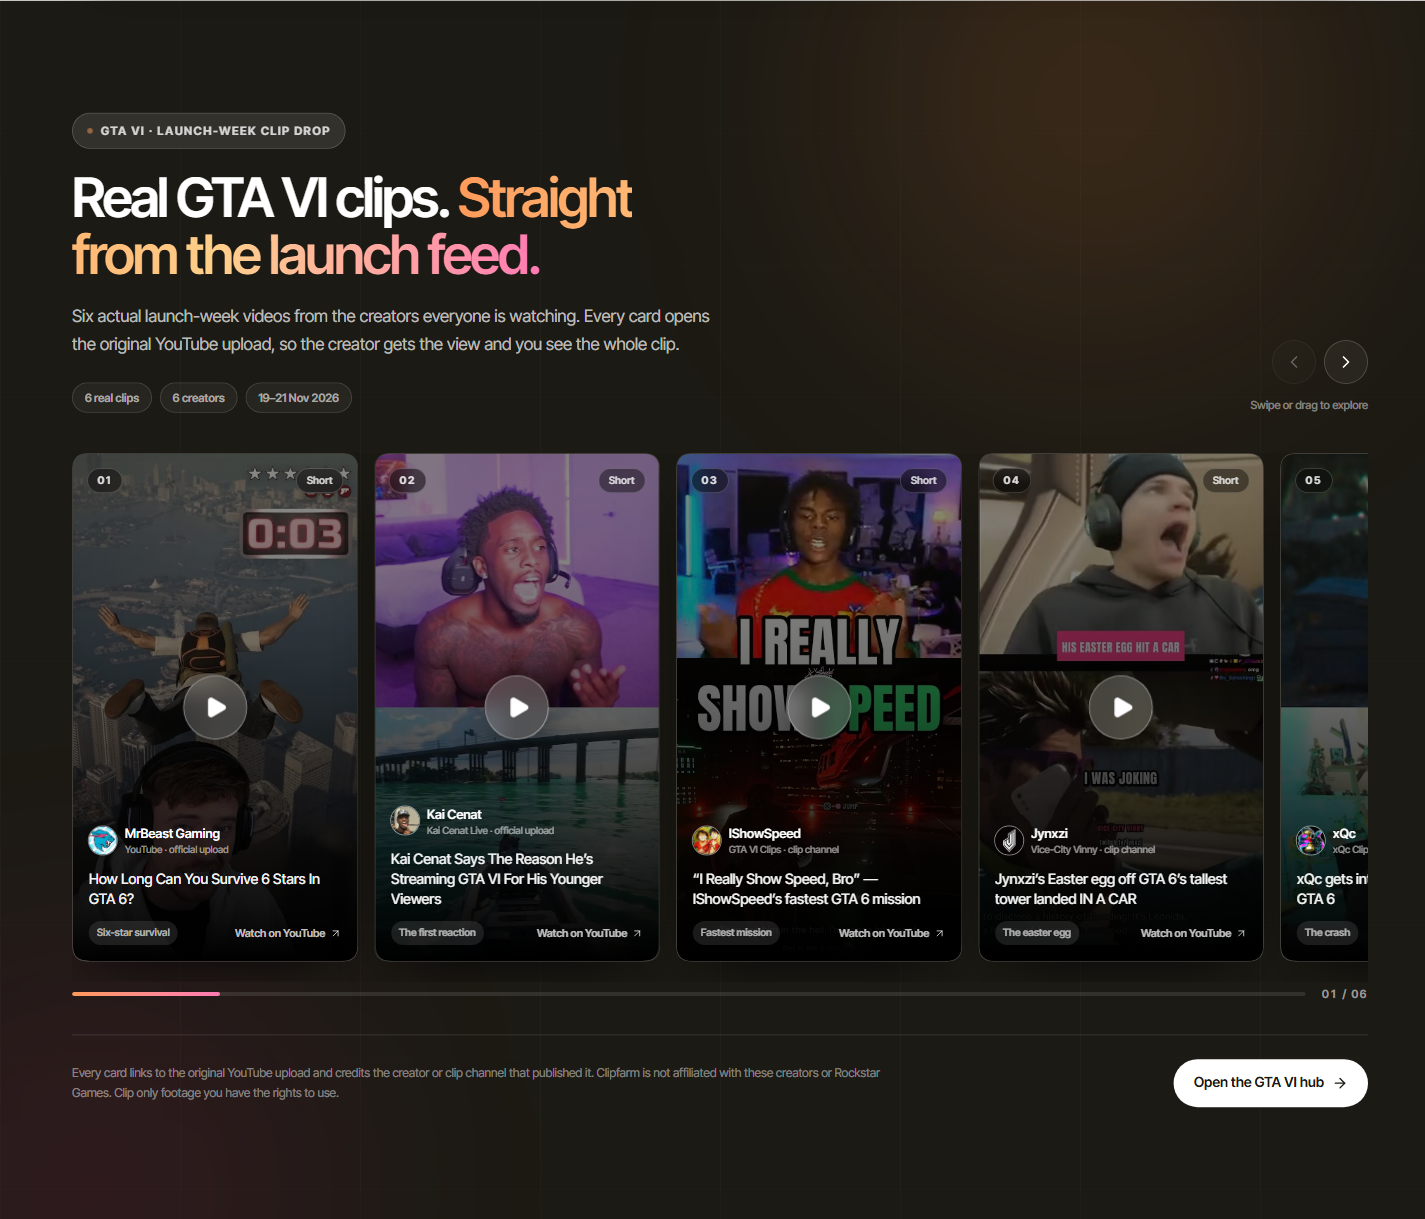 GTA VI · LAUNCH-WEEK CLIP DROP
Real GTA VI clips. Straight
from the launch feed.
Six actual launch-week videos from the creators everyone is watching. Every card opens
the original YouTube upload, so the creator gets the view and you see the whole clip.
6 real clips
6 creators
19–21 Nov 2026
Swipe or drag to explore
01
Short
0:03
MrBeast Gaming
YouTube · official upload
How Long Can You Survive 6 Stars In
GTA 6?
Six-star survival
Watch on YouTube
02
Short
Kai Cenat
Kai Cenat Live · official upload
Kai Cenat Says The Reason He’s
Streaming GTA VI For His Younger
Viewers
The first reaction
Watch on YouTube
03
Short
I REALLY
SHOW SPEED
JUMP
IShowSpeed
GTA VI Clips · clip channel
“I Really Show Speed, Bro” —
IShowSpeed’s fastest GTA 6 mission
Fastest mission
Watch on YouTube
04
Short
HIS EASTER EGG HIT A CAR
I WAS JOKING
Jynxzi
Vice-City Vinny · clip channel
Jynxzi’s Easter egg off GTA 6’s tallest
tower landed IN A CAR
The easter egg
Watch on YouTube
05
xQc
xQc Clip
xQc gets in
GTA 6
The crash
01 / 06
Every card links to the original YouTube upload and credits the creator or clip channel that published it. Clipfarm is not affiliated with these creators or Rockstar
Games. Clip only footage you have the rights to use.
Open the GTA VI hub